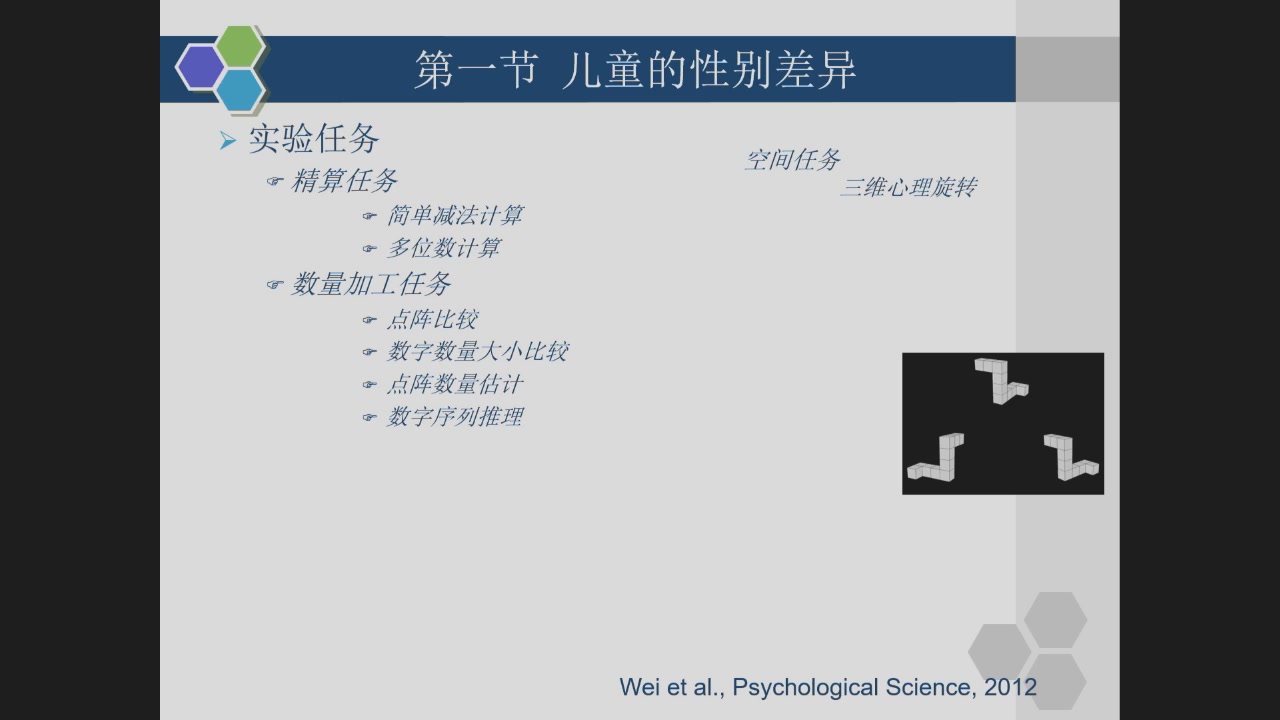 第一节 儿童的性别差异
实验任务
精算任务
简单减法计算
多位数计算
数量加工任务
点阵比较
数字数量大小比较
点阵数量估计
数字序列推理
空间任务
三维心理旋转
Wei et al., Psychological Science, 2012